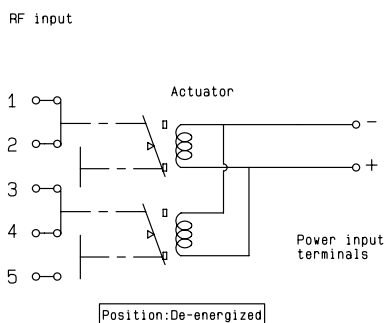 RF input
Actuator
1
2
3
4
5
−
+
Power input
terminals
Position:De-energized